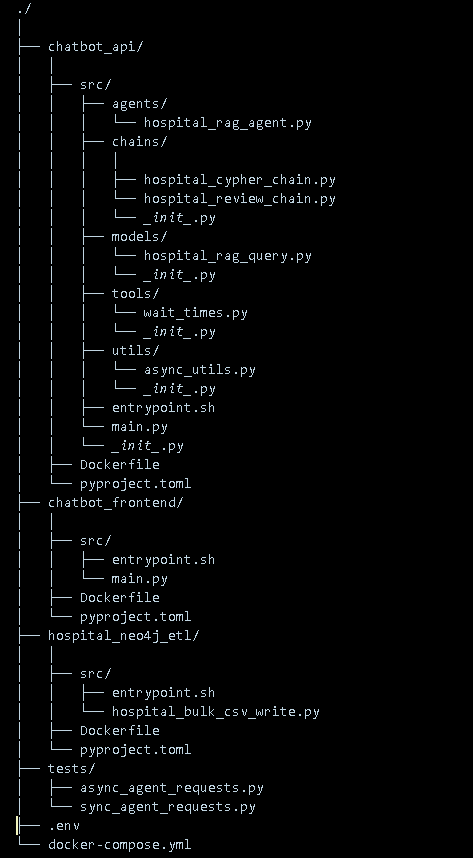 ./
│
├── chatbot_api/
│   │
│   ├── src/
│   │   ├── agents/
│   │   │   └── hospital_rag_agent.py
│   │   ├── chains/
│   │   │   │
│   │   │   ├── hospital_cypher_chain.py
│   │   │   └── hospital_review_chain.py
│   │   │   └── _init_.py
│   │   ├── models/
│   │   │   └── hospital_rag_query.py
│   │   │   └── _init_.py
│   │   ├── tools/
│   │   │   └── wait_times.py
│   │   │   └── _init_.py
│   │   ├── utils/
│   │   │   └── async_utils.py
│   │   │   └── _init_.py
│   │   ├── entrypoint.sh
│   │   └── main.py
│   │   └── _init_.py
│   ├── Dockerfile
│   └── pyproject.toml
├── chatbot_frontend/
│   │
│   ├── src/
│   │   ├── entrypoint.sh
│   │   └── main.py
│   ├── Dockerfile
│   └── pyproject.toml
├── hospital_neo4j_etl/
│   │
│   ├── src/
│   │   ├── entrypoint.sh
│   │   └── hospital_bulk_csv_write.py
│   ├── Dockerfile
│   └── pyproject.toml
├── tests/
│   ├── async_agent_requests.py
│   └── sync_agent_requests.py
├── .env
└── docker-compose.yml